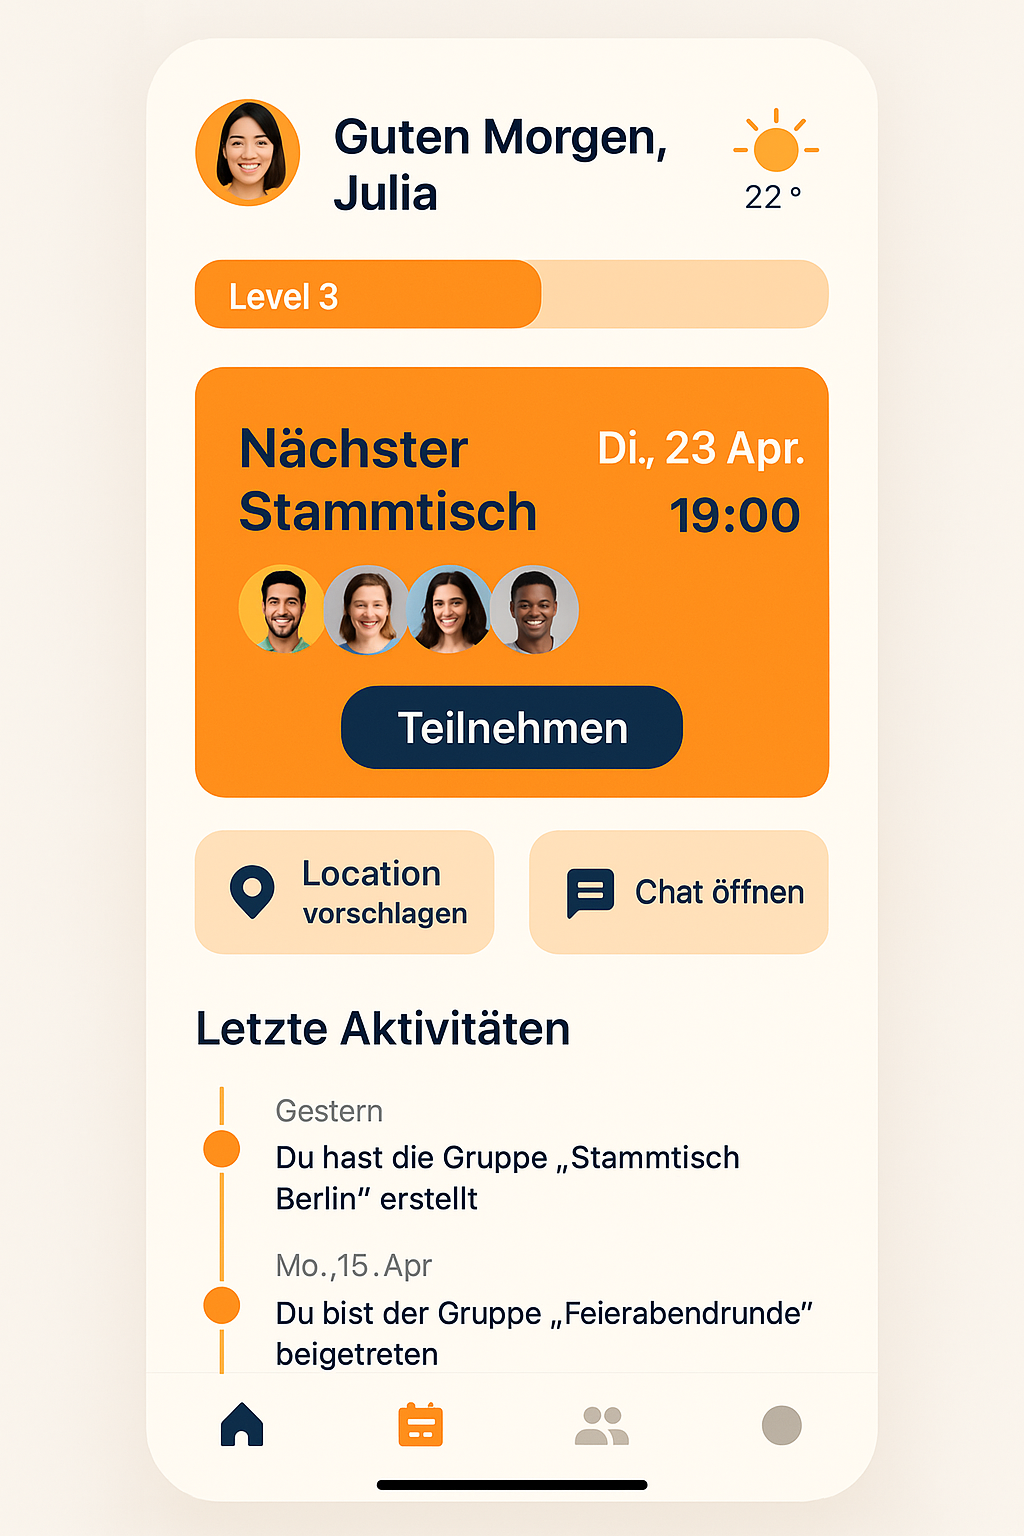 Guten Morgen,
Julia
22 °
Level 3
Nächster
Stammtisch
Di., 23 Apr.
19:00
Teilnehmen
Location
vorschlagen
Chat öffnen
Letzte Aktivitäten
Gestern
Du hast die Gruppe „Stammtisch
Berlin” erstellt
Mo.,15.Apr
Du bist der Gruppe „Feierabendrunde”
beigetreten